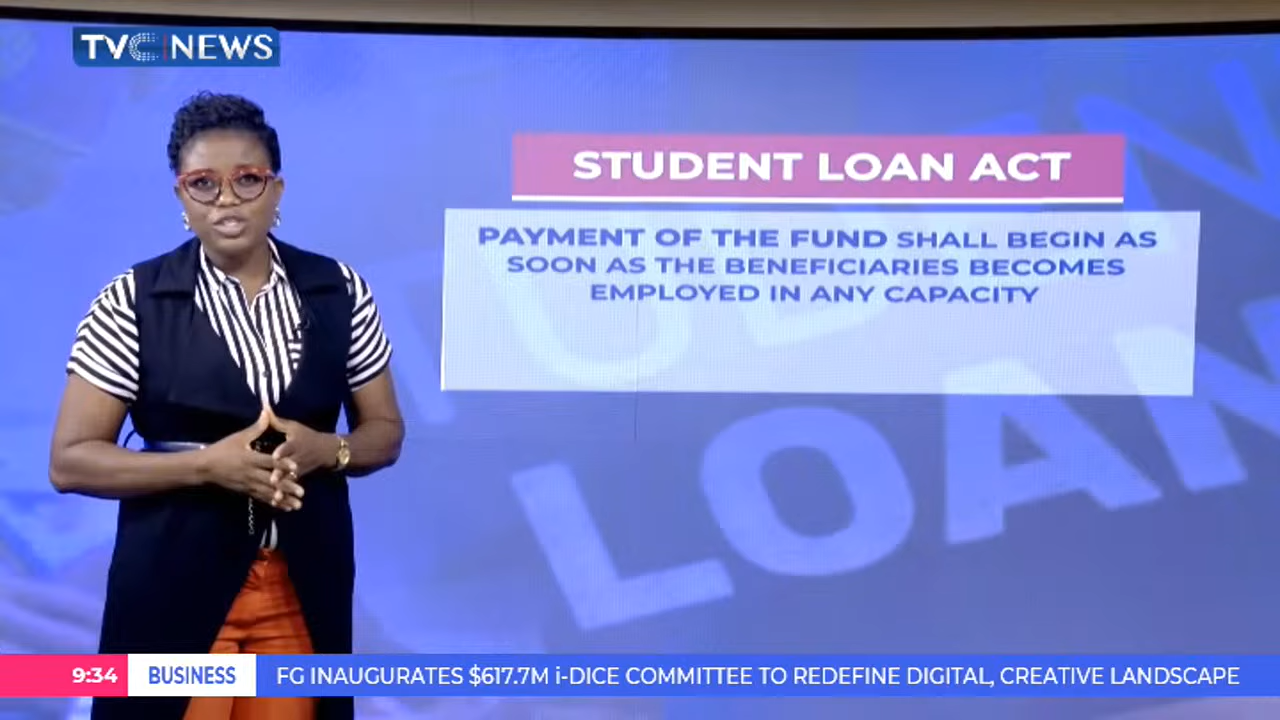 TVC NEWS
STUDENT LOAN ACT
PAYMENT OF THE FUND SHALL BEGIN AS
SOON AS THE BENEFICIARIES BECOMES
EMPLOYED IN ANY CAPACITY
LOAN
9:34 BUSINESS FG INAUGURATES $617.7M i-DICE COMMITTEE TO REDEFINE DIGITAL, CREATIVE LANDSCAPE